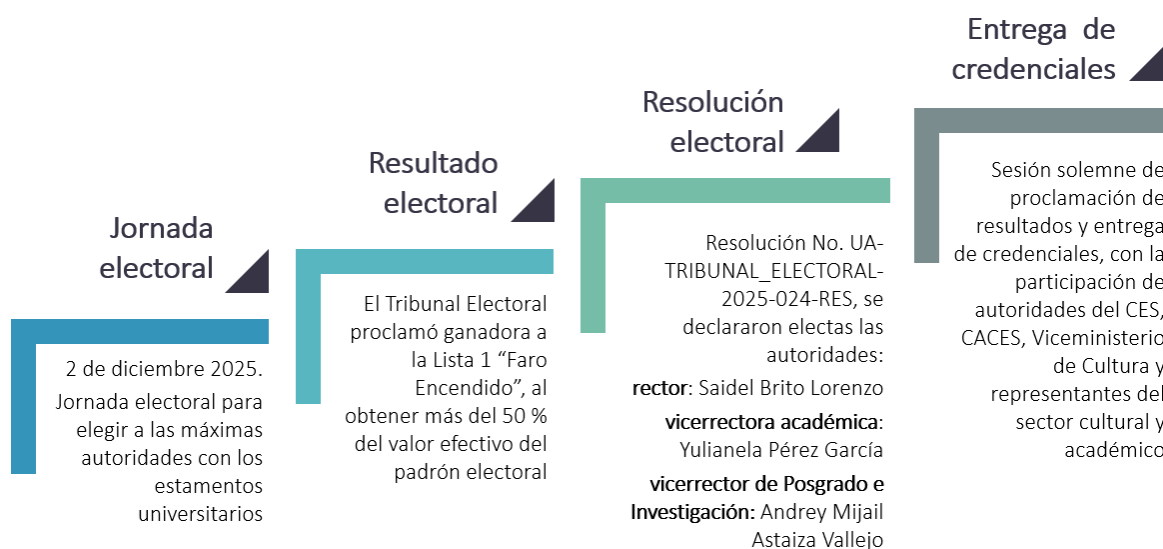 Jornada
electoral
2 de diciembre 2025.
Jornada electoral para
elegir a las máximas
autoridades con los
estamentos
universitarios
Resultado
electoral
El Tribunal Electoral
proclamó ganadora a
la Lista 1 “Faro
Encendido”, al
obtener más del 50 %
del valor efectivo del
padrón electoral
Resolución
electoral
Resolución No. UA-
TRIBUNAL_ELECTORAL-
2025-024-RES, se
declararon electas las
autoridades:
rector: Saidel Brito Lorenzo
vicerrectora académica:
Yulianela Pérez García
vicerrector de Posgrado e
Investigación: Andrey Mijail
Astaiza Vallejo
Entrega de
credenciales
Sesión solemne de
proclamación de
resultados y entrega
de credenciales, con la
participación de
autoridades del CES,
CACES, Viceministerio
de Cultura y
representantes del
sector cultural y
académico